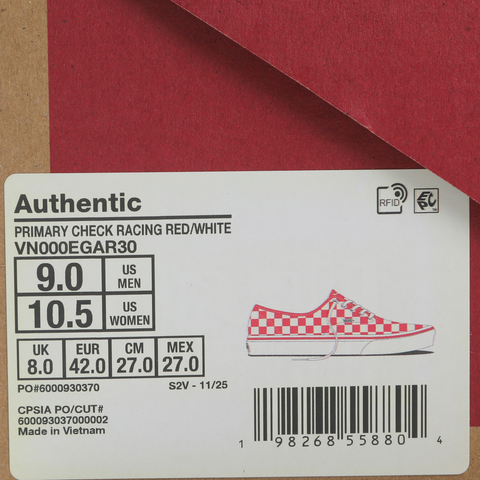 Authentic
RFID
EPC
PRIMARY CHECK RACING RED/WHITE
VN000EGAR30
9.0 US MEN
10.5 US WOMEN
UK EUR CM MEX
8.0 42.0 27.0 27.0
PO#6000930370 S2V - 11/25
CPSIA PO/CUT#
600093037000002
Made in Vietnam
1 98268 55880 4